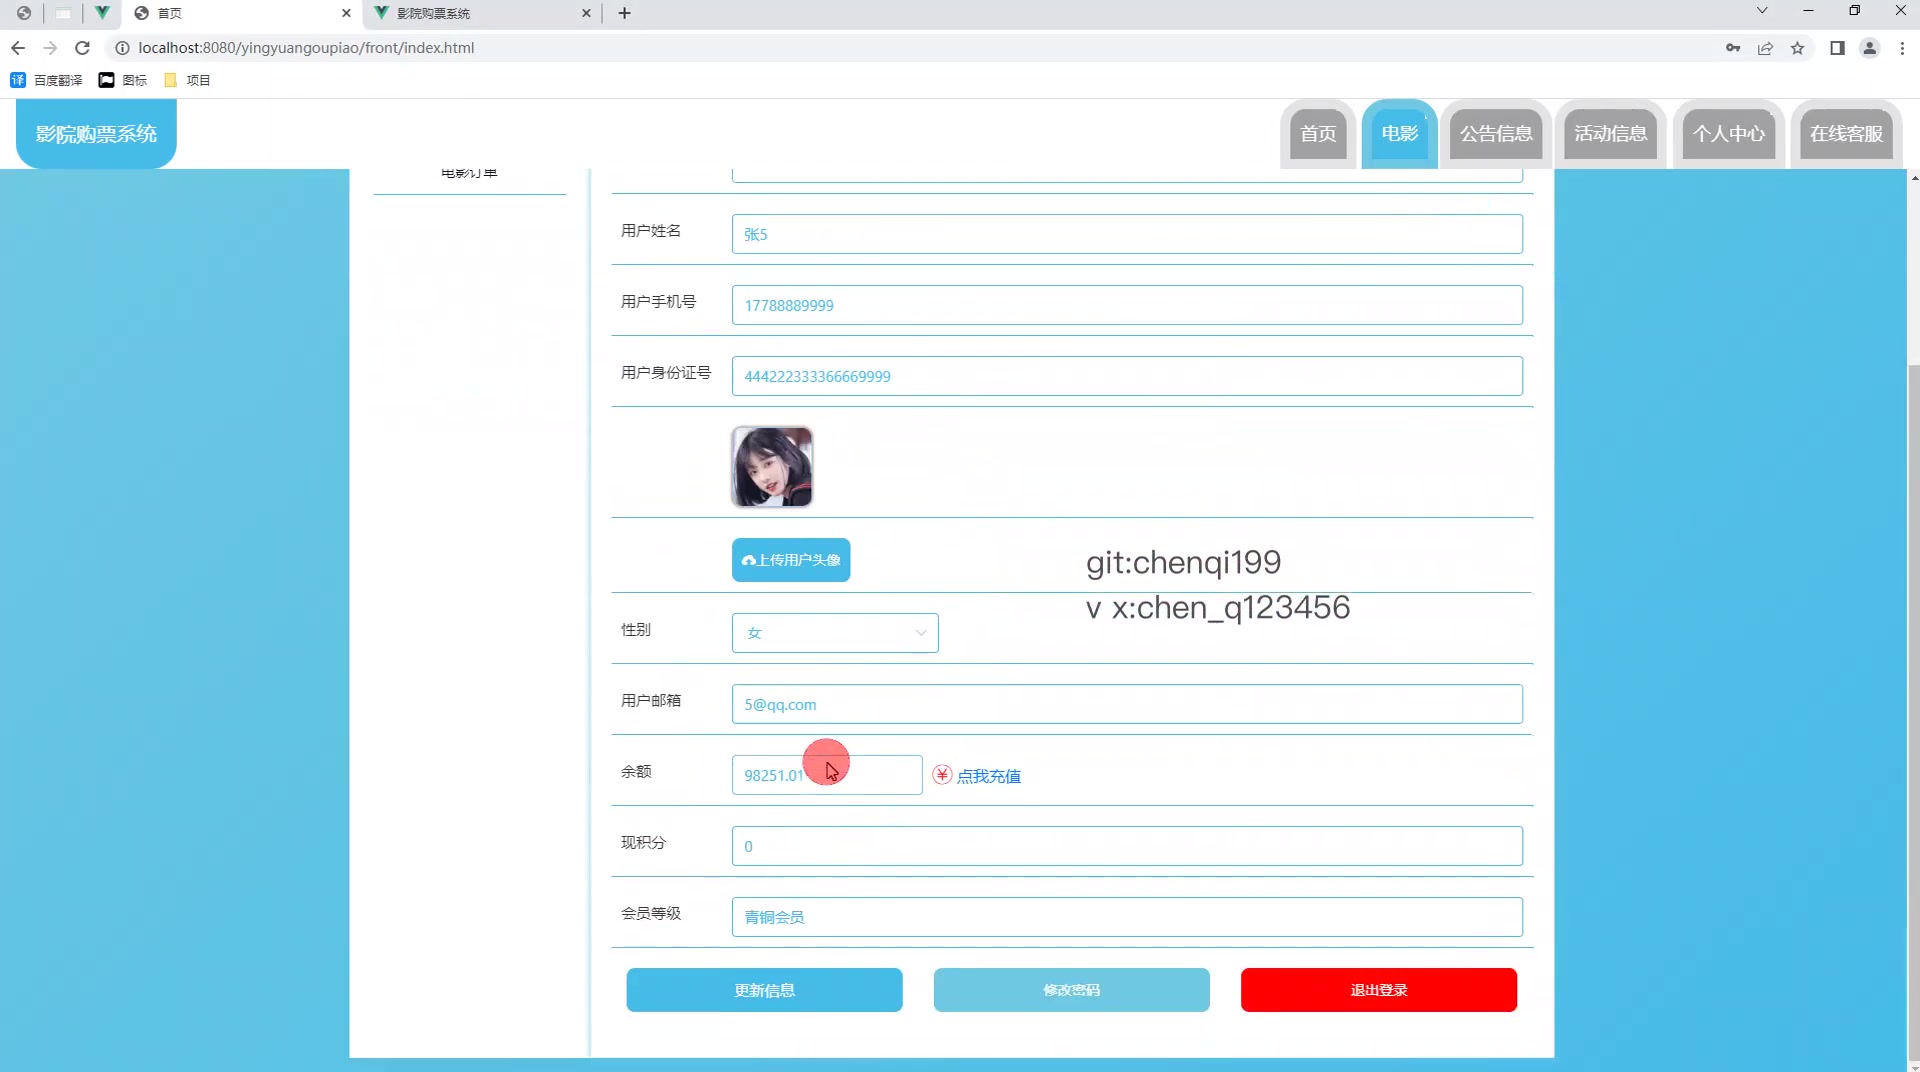 首页
影院购票系统
localhost:8080/yingyuangoupiao/front/index.html
百度翻译
图标
项目
影院购票系统
首页
电影
公告信息
活动信息
个人中心
在线客服
电影订单
用户姓名
张5
用户手机号
17788889999
用户身份证号
444222333366669999
上传用户头像
git:chenqi199
v x:chen_q123456
性别
女
用户邮箱
5@qq.com
余额
98251.01
点我充值
现积分
0
会员等级
青铜会员
更新信息
修改密码
退出登录